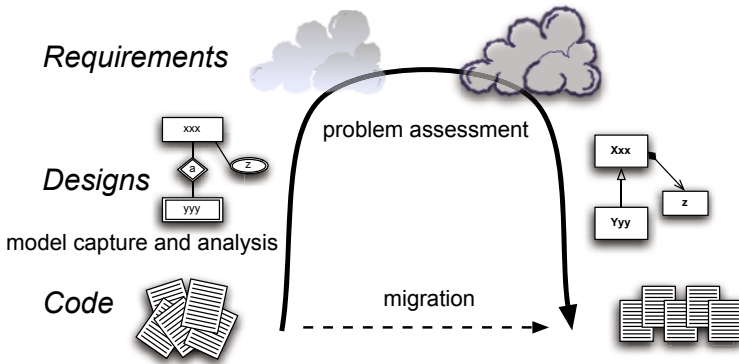 Requirements
problem assessment
xxx
a
z
Designs
yyy
Xxx
z
Yyy
model capture and analysis
Code
migration